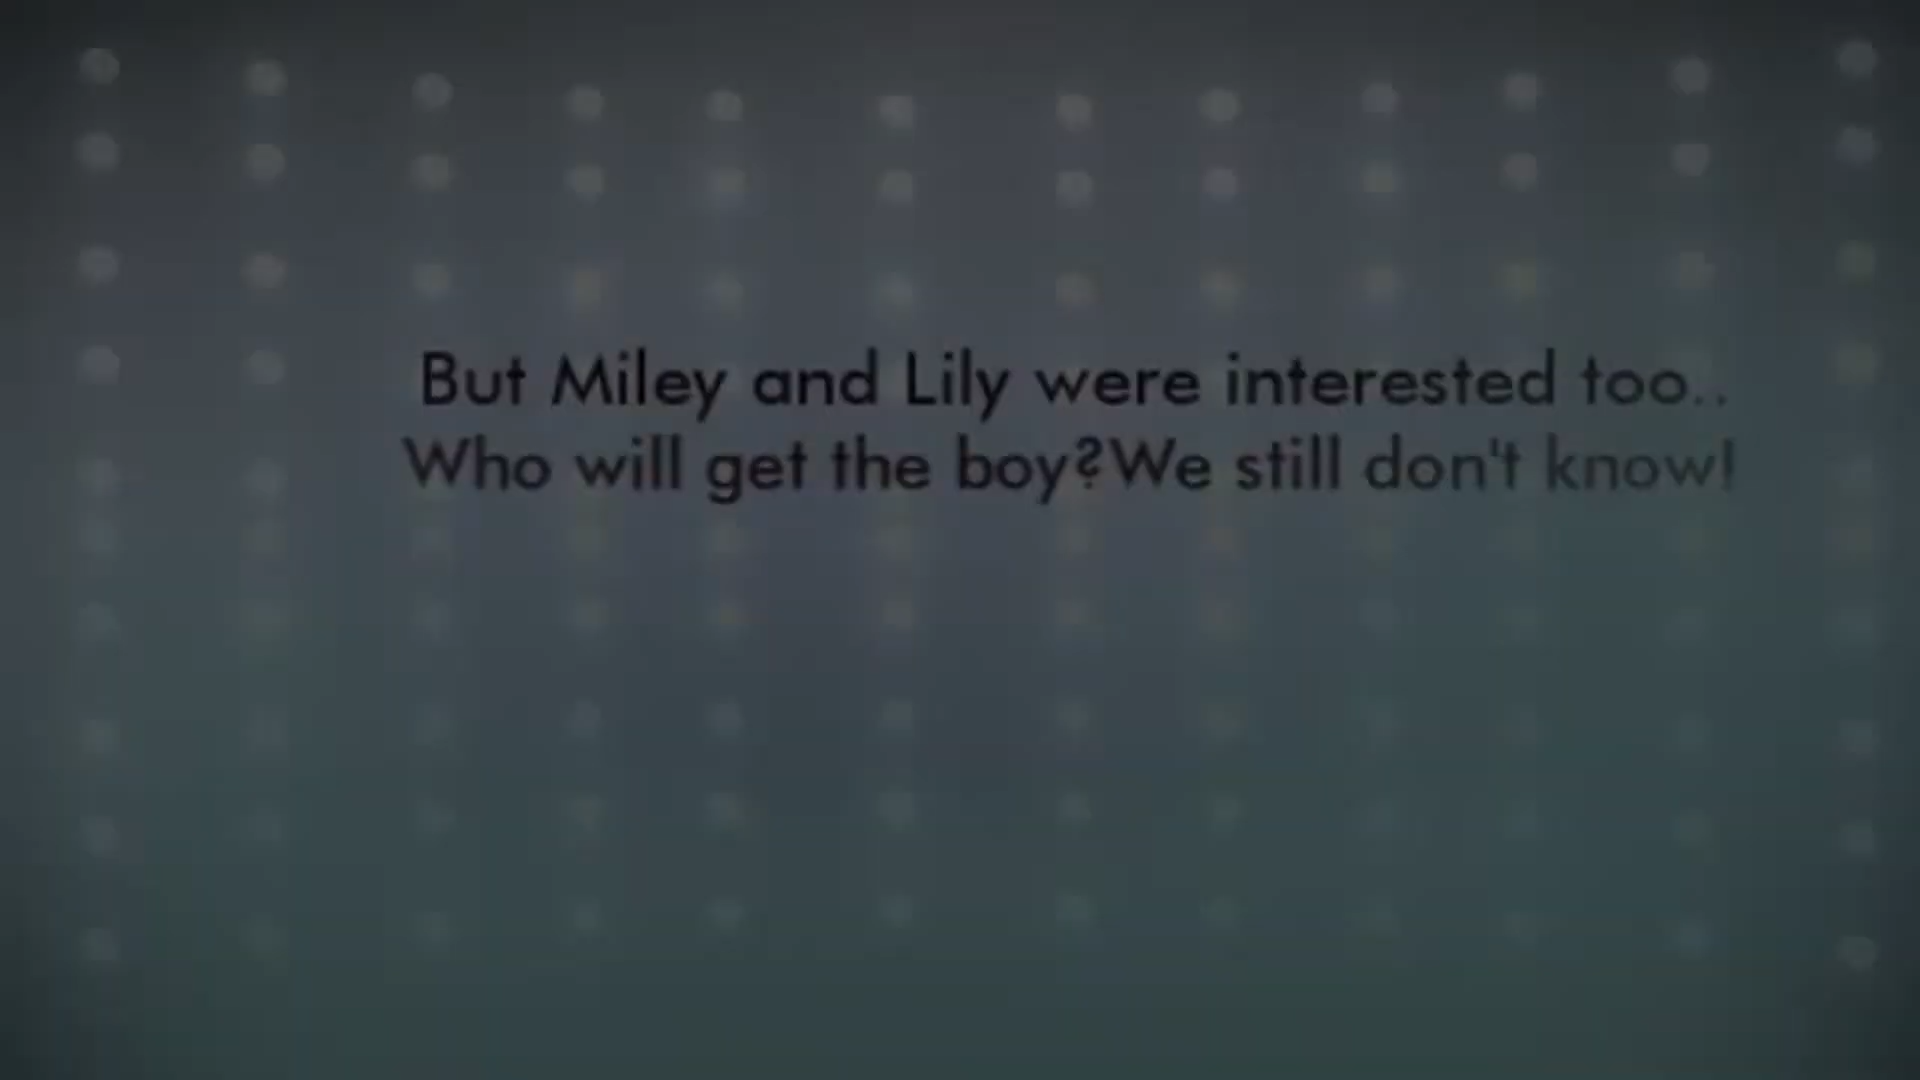 But Miley and Lily were interested too..
Who will get the boy?We still don't know!